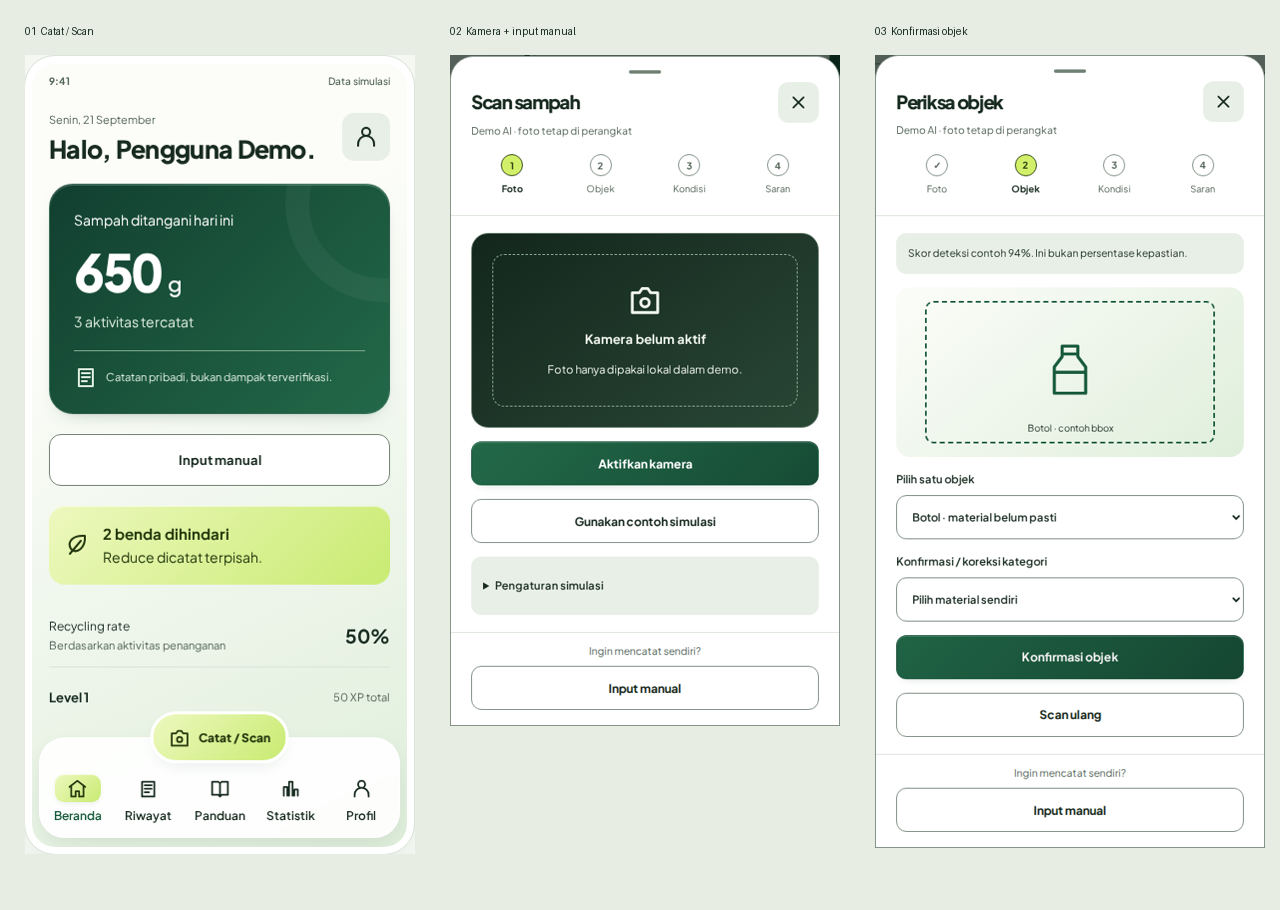 01 Catat / Scan
9:41
Data simulasi
Senin, 21 September
Halo, Pengguna Demo.
Sampah ditangani hari ini
650 g
3 aktivitas tercatat
Catatan pribadi, bukan dampak terverifikasi.
Input manual
2 benda dihindari
Reduce dicatat terpisah.
Recycling rate
Berdasarkan aktivitas penanganan
50%
Level 1
50 XP total
Catat / Scan
Beranda
Riwayat
Panduan
Statistik
Profil
02 Kamera + input manual
Scan sampah
Demo AI · foto tetap di perangkat
1
2
3
4
Foto
Objek
Kondisi
Saran
Kamera belum aktif
Foto hanya dipakai lokal dalam demo.
Aktifkan kamera
Gunakan contoh simulasi
Pengaturan simulasi
Ingin mencatat sendiri?
Input manual
03 Konfirmasi objek
Periksa objek
Demo AI · foto tetap di perangkat
✓
2
3
4
Foto
Objek
Kondisi
Saran
Skor deteksi contoh 94%. Ini bukan persentase kepastian.
Botol · contoh bbox
Pilih satu objek
Botol · material belum pasti
Konfirmasi / koreksi kategori
Pilih material sendiri
Konfirmasi objek
Scan ulang
Ingin mencatat sendiri?
Input manual